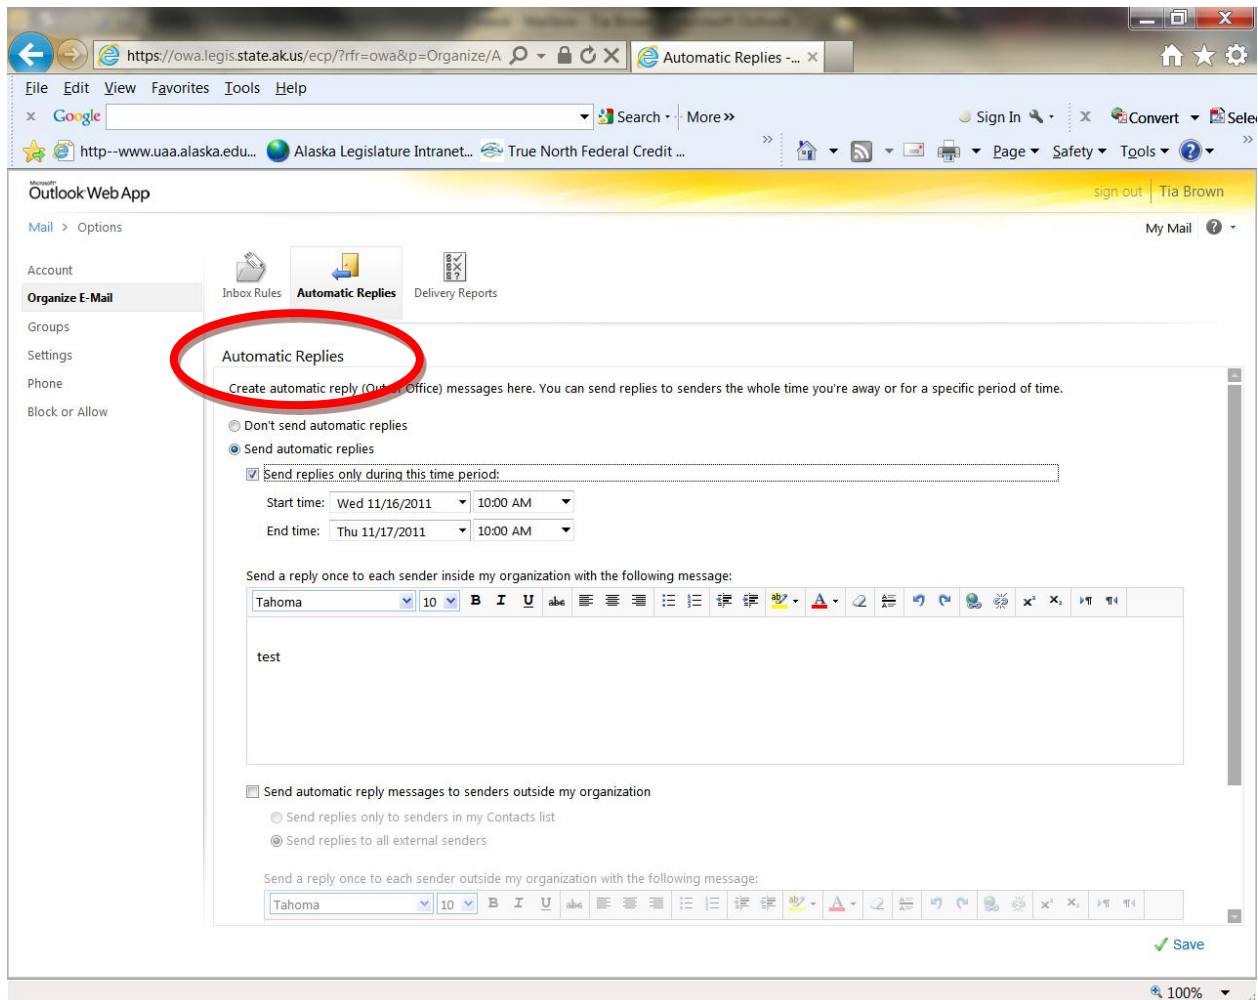 https://owa.legis.state.ak.us/ecp/?rfr=owa&p=Organize/A
Automatic Replies -...
File Edit View Favorites Tools Help
x Google Search More » Sign In x Convert Sele
http--www.uaa.alaska.edu... Alaska Legislature Intranet... True North Federal Credit ... » Page Safety Tools »
Microsoft
Outlook Web App sign out | Tia Brown
Mail > Options My Mail
Account
Organize E-Mail
Groups
Settings
Phone
Block or Allow
Inbox Rules Automatic Replies Delivery Reports
Automatic Replies
Create automatic reply (Out of Office) messages here. You can send replies to senders the whole time you're away or for a specific period of time.
Don't send automatic replies
Send automatic replies
Send replies only during this time period:
Start time: Wed 11/16/2011 10:00 AM
End time: Thu 11/17/2011 10:00 AM
Send a reply once to each sender inside my organization with the following message:
Tahoma 10 B I U abc
test
Send automatic reply messages to senders outside my organization
Send replies only to senders in my Contacts list
Send replies to all external senders
Send a reply once to each sender outside my organization with the following message:
Tahoma 10 B I U abc
Save
100%